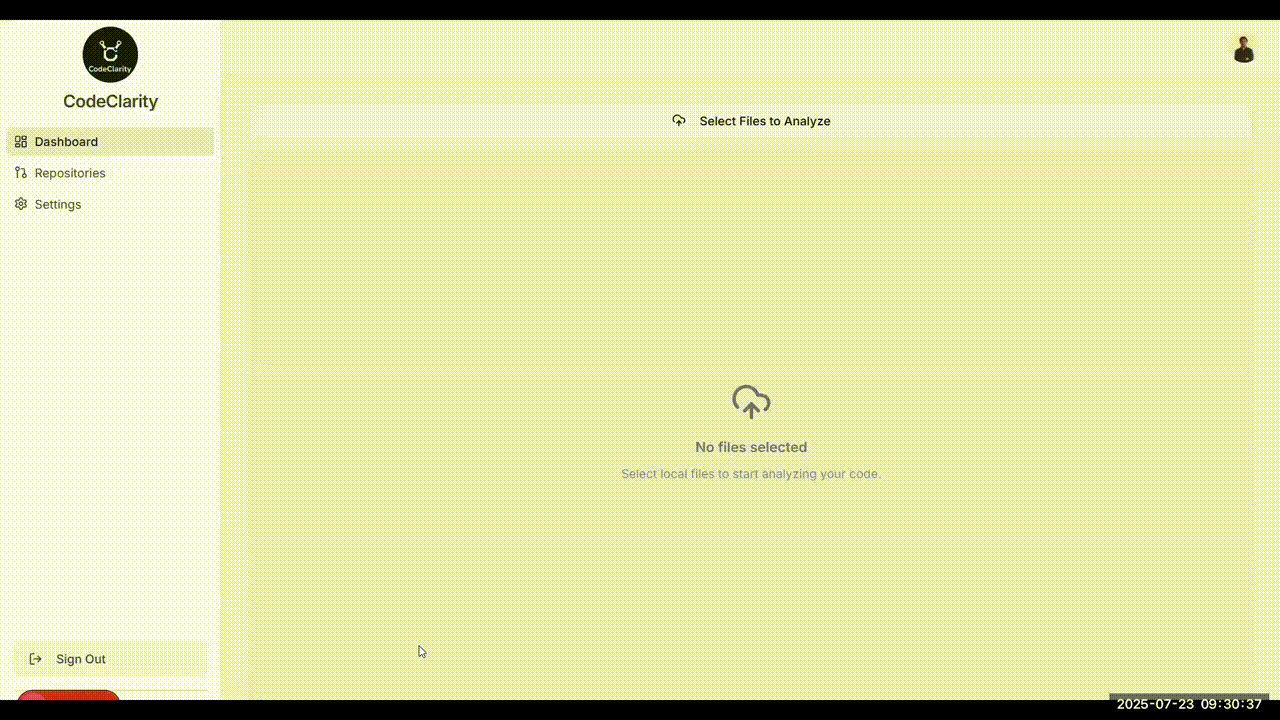 CodeClarity
CodeClarity
Dashboard
Repositories
Settings
Sign Out
Select Files to Analyze
No files selected
Select local files to start analyzing your code.
2025-07-23 09:30:37